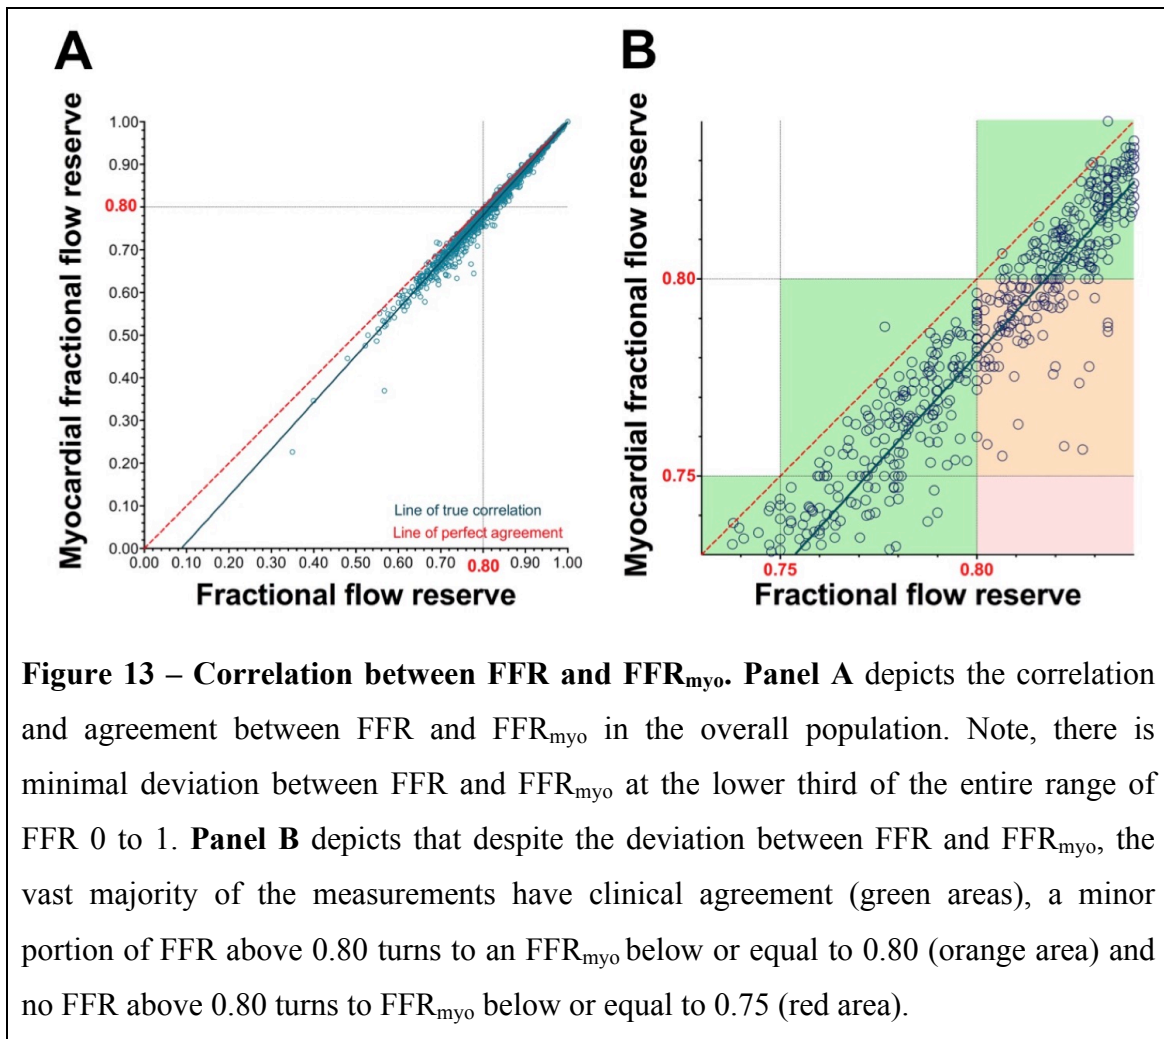 A
B
Myocardial fractional flow reserve
1.00
0.90
0.80
0.70
0.60
0.50
0.40
0.30
0.20
0.10
0.00
0.00 0.10 0.20 0.30 0.40 0.50 0.60 0.70 0.80 0.90 1.00
Line of true correlation
Line of perfect agreement
Fractional flow reserve
Myocardial fractional flow reserve
0.80
0.75
0.75 0.80
Fractional flow reserve
Figure 13 – Correlation between FFR and FFRmyo. Panel A depicts the correlation
and agreement between FFR and FFRmyo in the overall population. Note, there is
minimal deviation between FFR and FFRmyo at the lower third of the entire range of
FFR 0 to 1. Panel B depicts that despite the deviation between FFR and FFRmyo, the
vast majority of the measurements have clinical agreement (green areas), a minor
portion of FFR above 0.80 turns to an FFRmyo below or equal to 0.80 (orange area) and
no FFR above 0.80 turns to FFRmyo below or equal to 0.75 (red area).